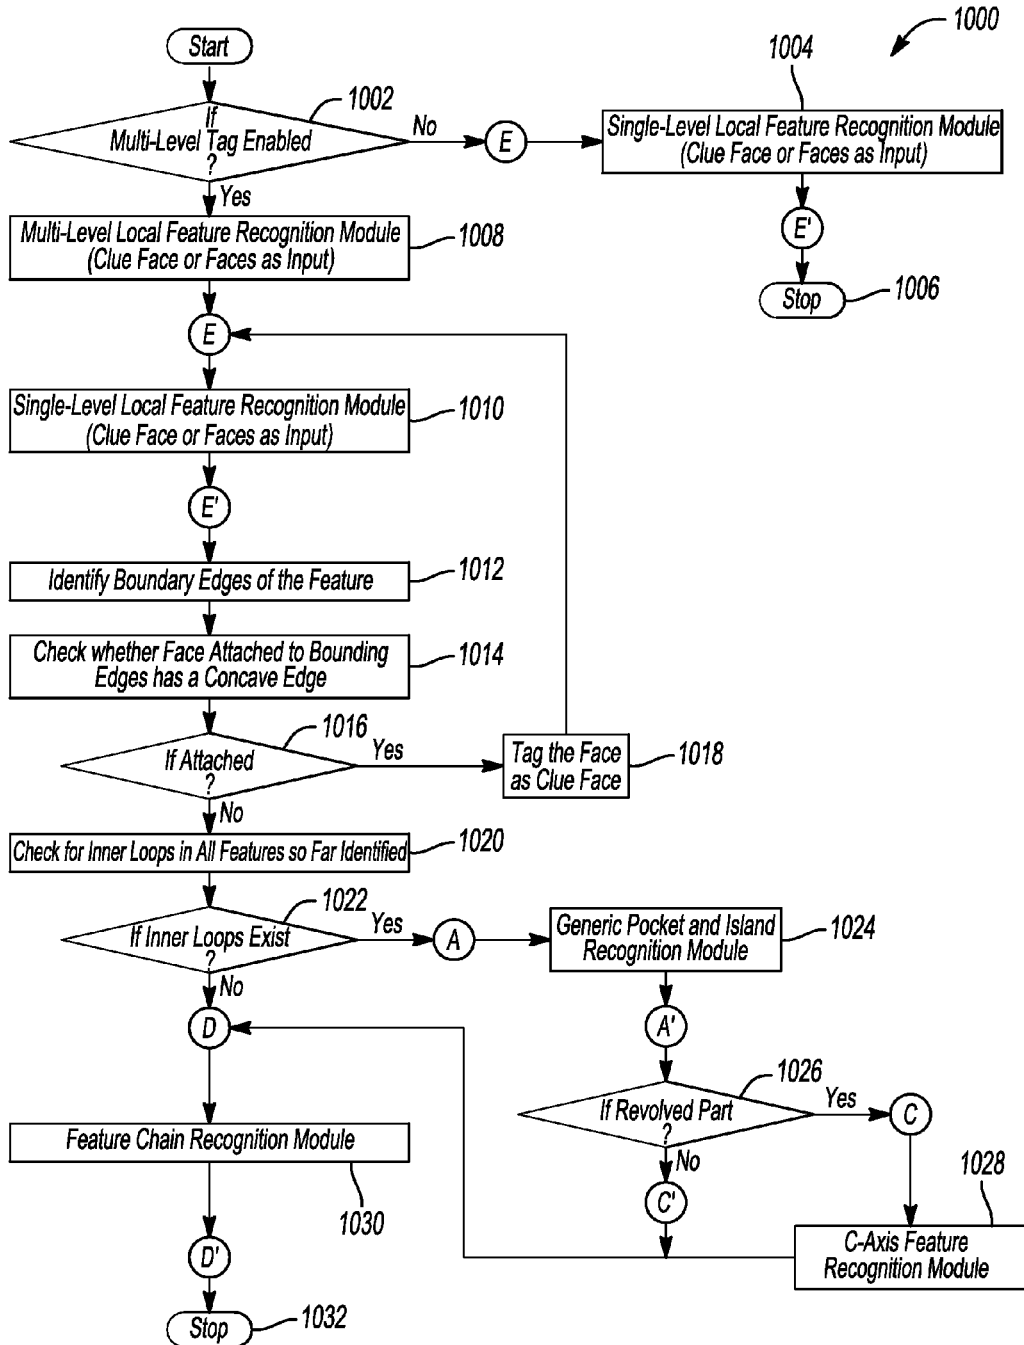 Start
1000
1004
1002
If
Multi-Level Tag Enabled
?
No
E
Single-Level Local Feature Recognition Module
(Clue Face or Faces as Input)
Yes
E'
Stop
1006
Multi-Level Local Feature Recognition Module
(Clue Face or Faces as Input)
1008
E
Single-Level Local Feature Recognition Module
(Clue Face or Faces as Input)
1010
E'
Identify Boundary Edges of the Feature
1012
Check whether Face Attached to Bounding
Edges has a Concave Edge
1014
1016
If Attached
?
Yes
Tag the Face
as Clue Face
1018
No
Check for Inner Loops in All Features so Far Identified
1020
1022
If Inner Loops Exist
?
Yes
A
Generic Pocket and Island
Recognition Module
1024
No
D
A'
1026
If Revolved Part
?
Yes
C
No
C'
Feature Chain Recognition Module
1030
1028
C-Axis Feature
Recognition Module
D'
Stop
1032